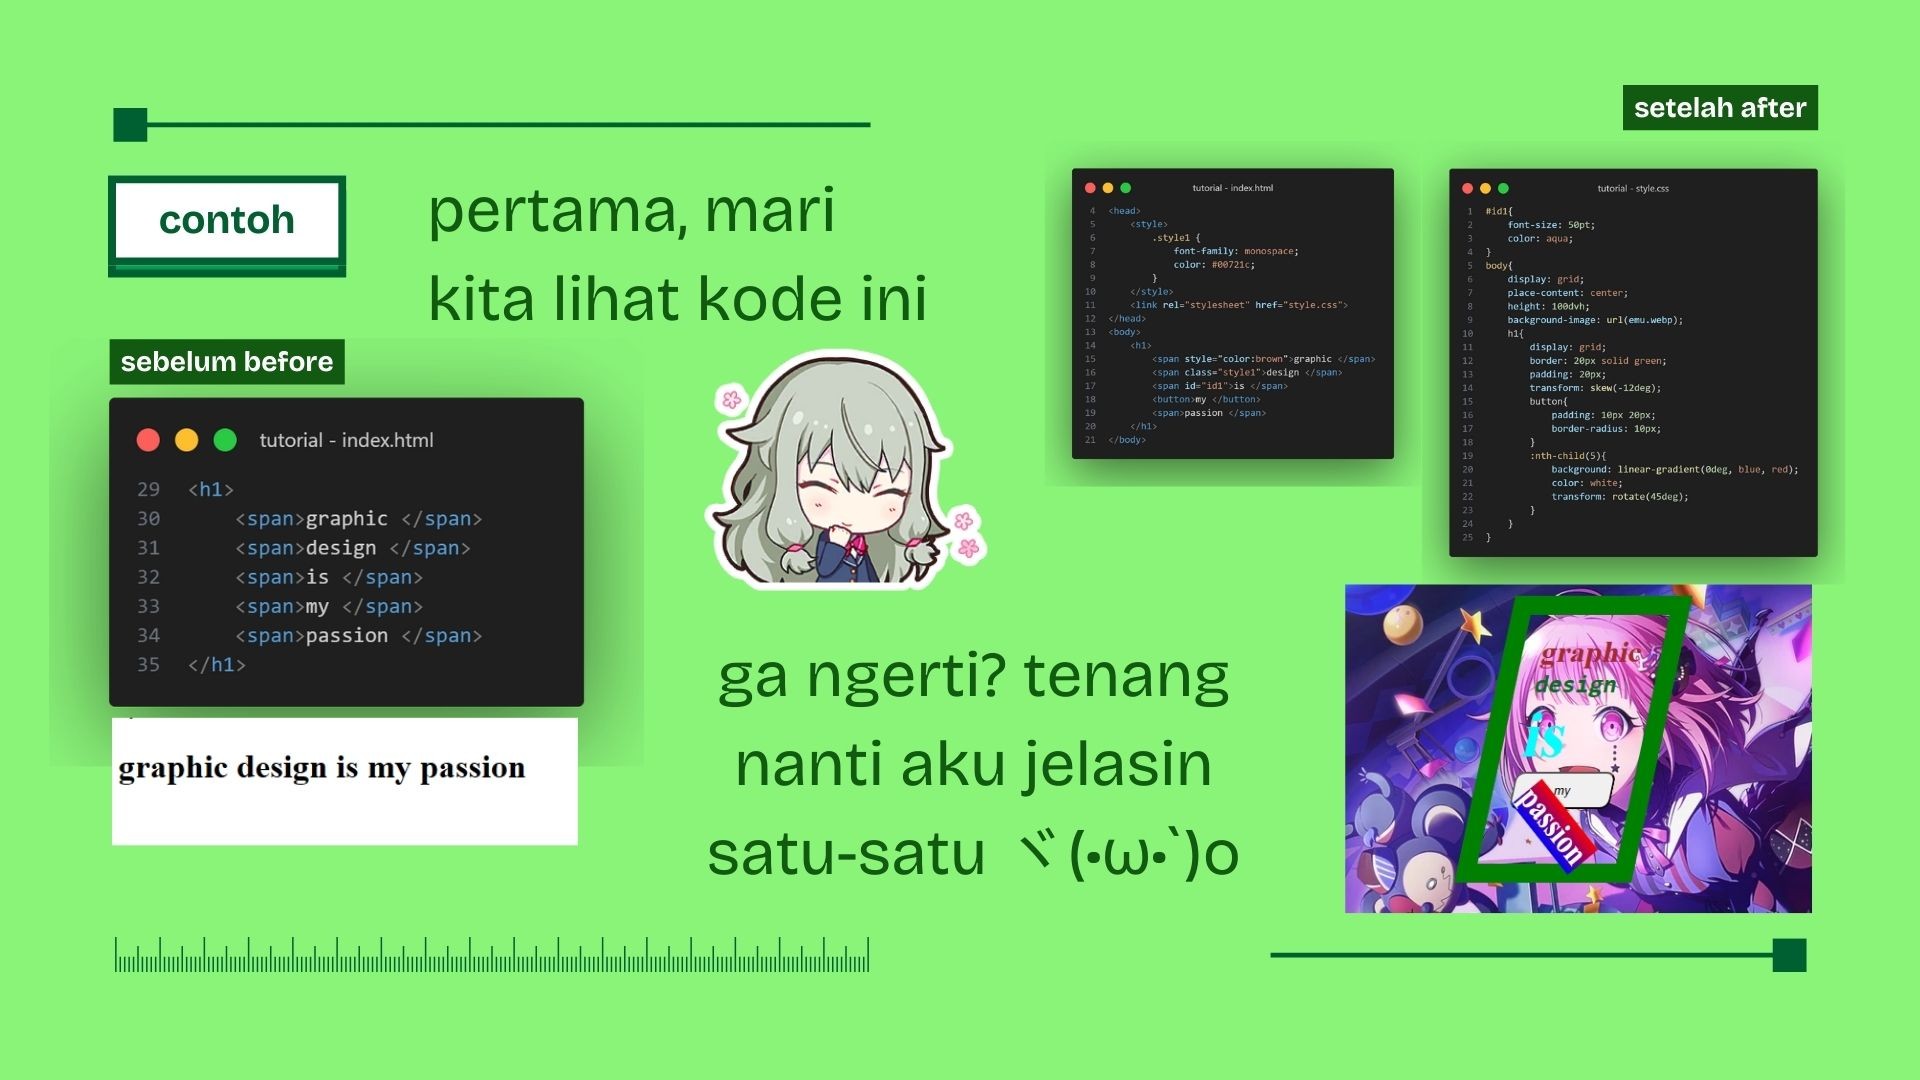 contoh
pertama, mari
kita lihat kode ini
sebelum before
tutorial - index.html
29 <h1>
30 <span>graphic </span>
31 <span>design </span>
32 <span>is </span>
33 <span>my </span>
34 <span>passion </span>
35 </h1>
graphic design is my passion
ga ngerti? tenang
nanti aku jelasin
satu-satu ヾ(•ω•`)o
setelah after
tutorial - index.html
4 <head>
5 <style>
6 .style1 {
7 font-family: monospace;
8 color: #00721c;
9 }
10 </style>
11 <link rel="stylesheet" href="style.css">
12 </head>
13 <body>
14 <h1>
15 <span style="color:brown">graphic </span>
16 <span class="style1">design </span>
17 <span id="id1">is </span>
18 <button>my </button>
19 <span>passion </span>
20 </h1>
21 </body>
tutorial - style.css
1 #id1{
2 font-size: 50pt;
3 color: aqua;
4 }
5 body{
6 display: grid;
7 place-content: center;
8 height: 100dvh;
9 background-image: url(emu.webp);
10 h1{
11 display: grid;
12 border: 20px solid green;
13 padding: 20px;
14 transform: skew(-12deg);
15 button{
16 padding: 10px 20px;
17 border-radius: 10px;
18 }
19 :nth-child(5){
20 background: linear-gradient(0deg, blue, red);
21 color: white;
22 transform: rotate(45deg);
23 }
24 }
25 }
graphic
design
is
my
passion